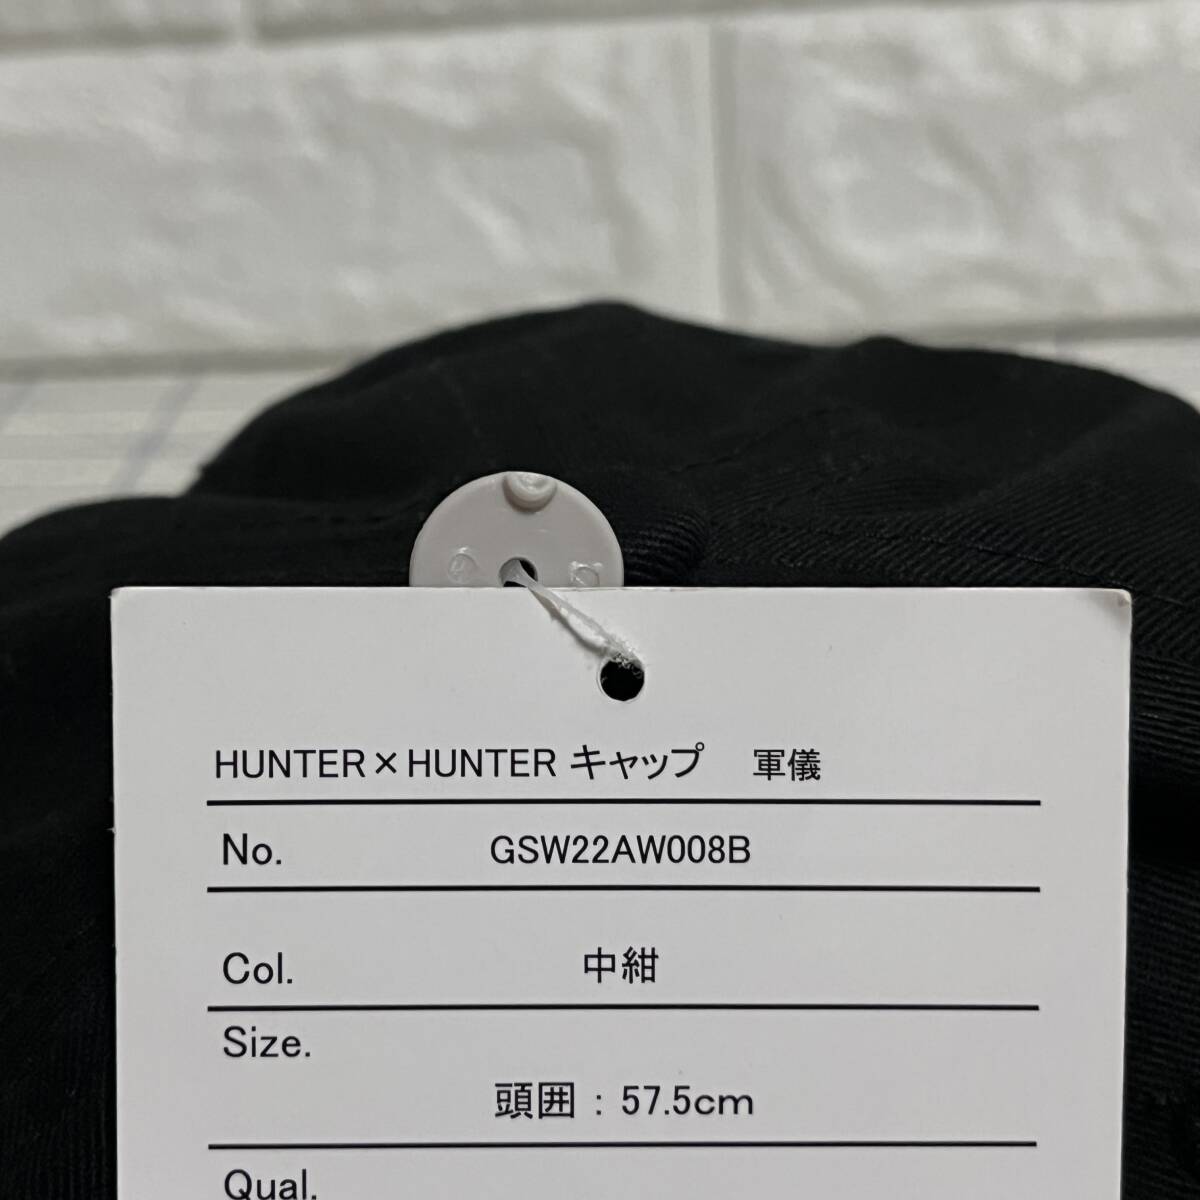 HUNTER×HUNTER キャップ　軍儀
No. GSW22AW008B
Col. 中紺
Size.
頭囲：57.5cm
Qual.